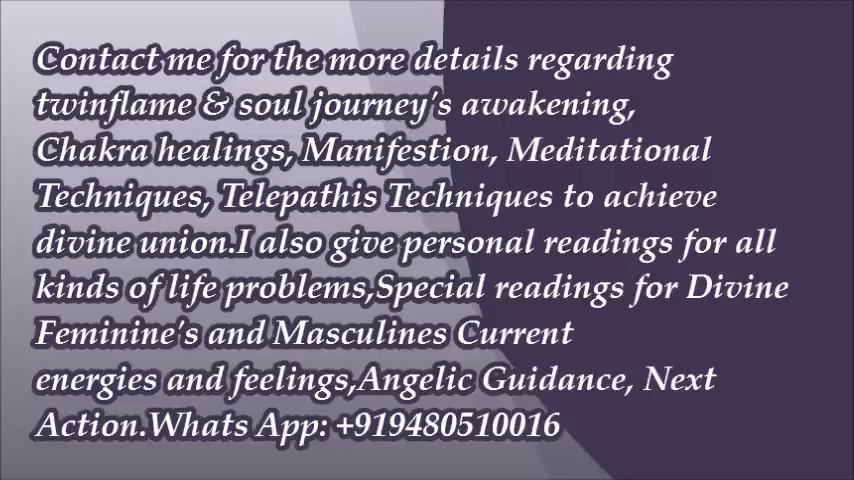 Contact me for the more details regarding
twinflame & soul journey's awakening,
Chakra healings, Manifestion, Meditational
Techniques, Telepathis Techniques to achieve
divine union.I also give personal readings for all
kinds of life problems,Special readings for Divine
Feminine's and Masculines Current
energies and feelings,Angelic Guidance, Next
Action.Whats App: +919480510016